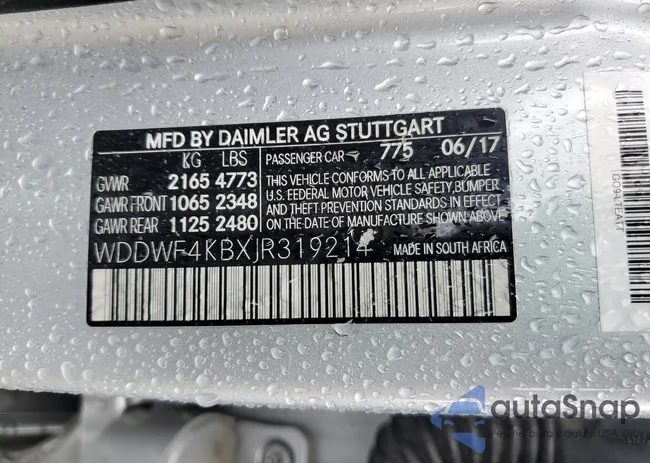 MFD BY DAIMLER AG STUTTGART
KG LBS PASSENGER CAR 775 06/17
GVWR 2165 4773
GAWR FRONT 1065 2348
GAWR REAR 1125 2480
THIS VEHICLE CONFORMS TO ALL APPLICABLE
U.S. FEDERAL MOTOR VEHICLE SAFETY, BUMPER,
AND THEFT PREVENTION STANDARDS IN EFFECT
ON THE DATE OF MANUFACTURE SHOWN ABOVE
WDDWF4KBXJR319214 MADE IN SOUTH AFRICA
autoSnap